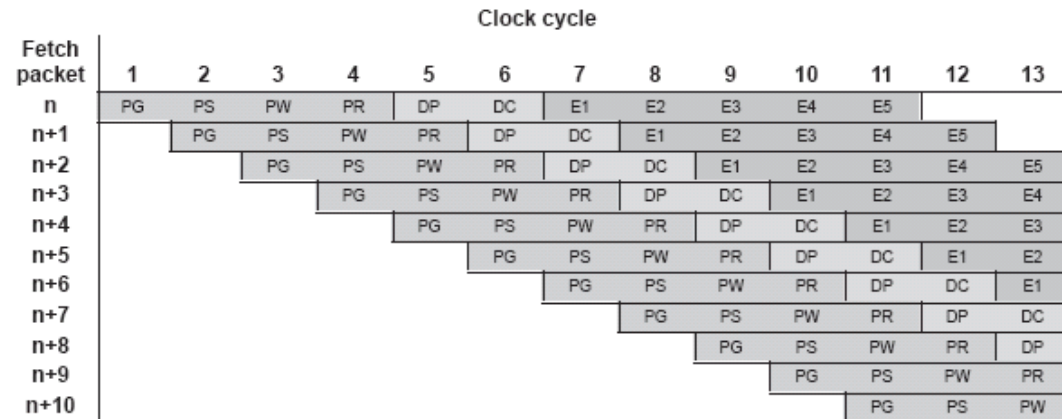 Clock cycle
Fetch
packet 1 2 3 4 5 6 7 8 9 10 11 12 13
n PG PS PW PR DP DC E1 E2 E3 E4 E5
n+1 PG PS PW PR DP DC E1 E2 E3 E4 E5
n+2 PG PS PW PR DP DC E1 E2 E3 E4 E5
n+3 PG PS PW PR DP DC E1 E2 E3 E4
n+4 PG PS PW PR DP DC E1 E2 E3
n+5 PG PS PW PR DP DC E1 E2
n+6 PG PS PW PR DP DC E1
n+7 PG PS PW PR DP DC
n+8 PG PS PW PR DP
n+9 PG PS PW PR
n+10 PG PS PW